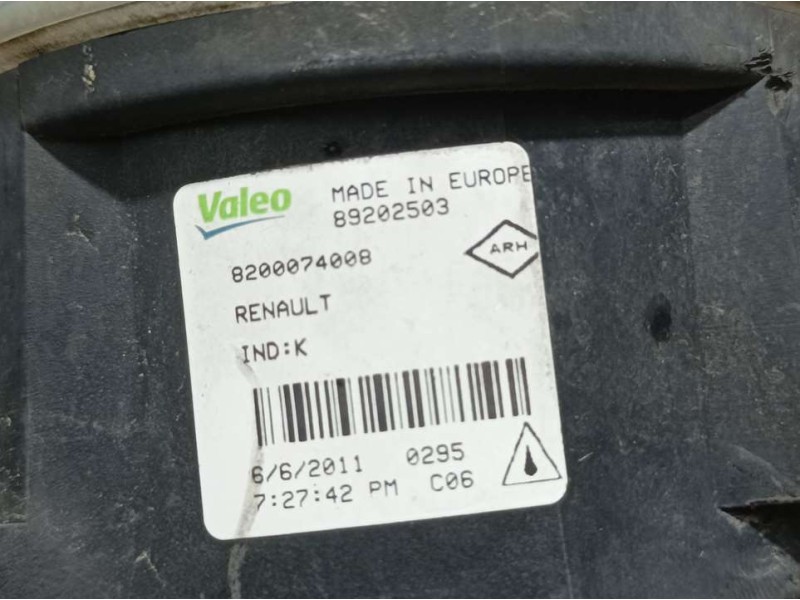 Valeo
MADE IN EUROPE
89202503
ARH
8200074008
RENAULT
IND:K
6/6/2011 0295
7:27:42 PM C06